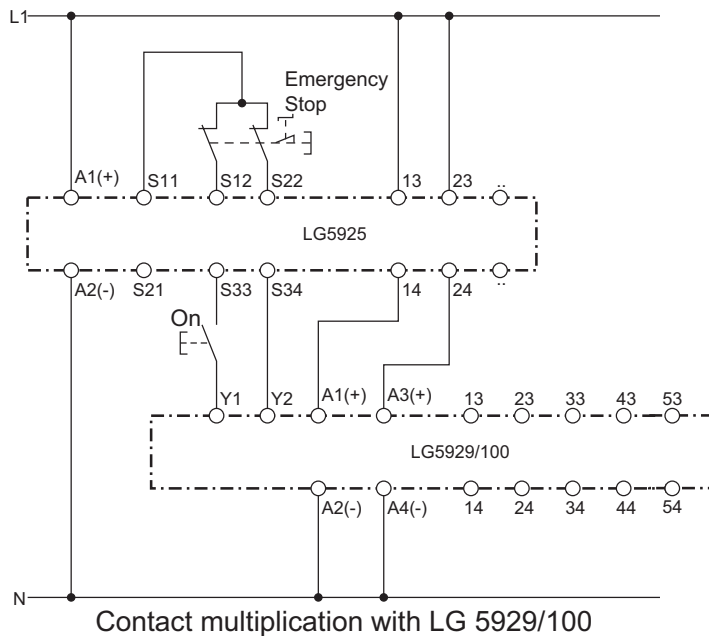 L1
Emergency
Stop
A1(+) S11 S12 S22 13 23 ..
LG5925
A2(-) S21 S33 S34 14 24 ..
On
Y1 Y2 A1(+) A3(+) 13 23 33 43 53
LG5929/100
A2(-) A4(-) 14 24 34 44 54
N
Contact multiplication with LG 5929/100